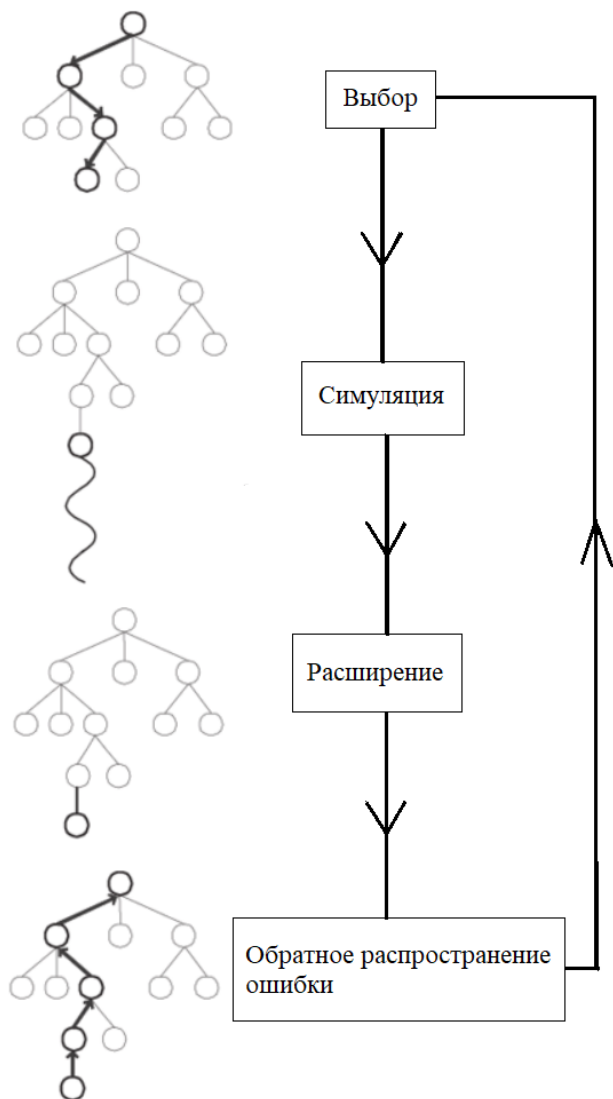 Выбор
Симуляция
Расширение
Обратное распространение
ошибки